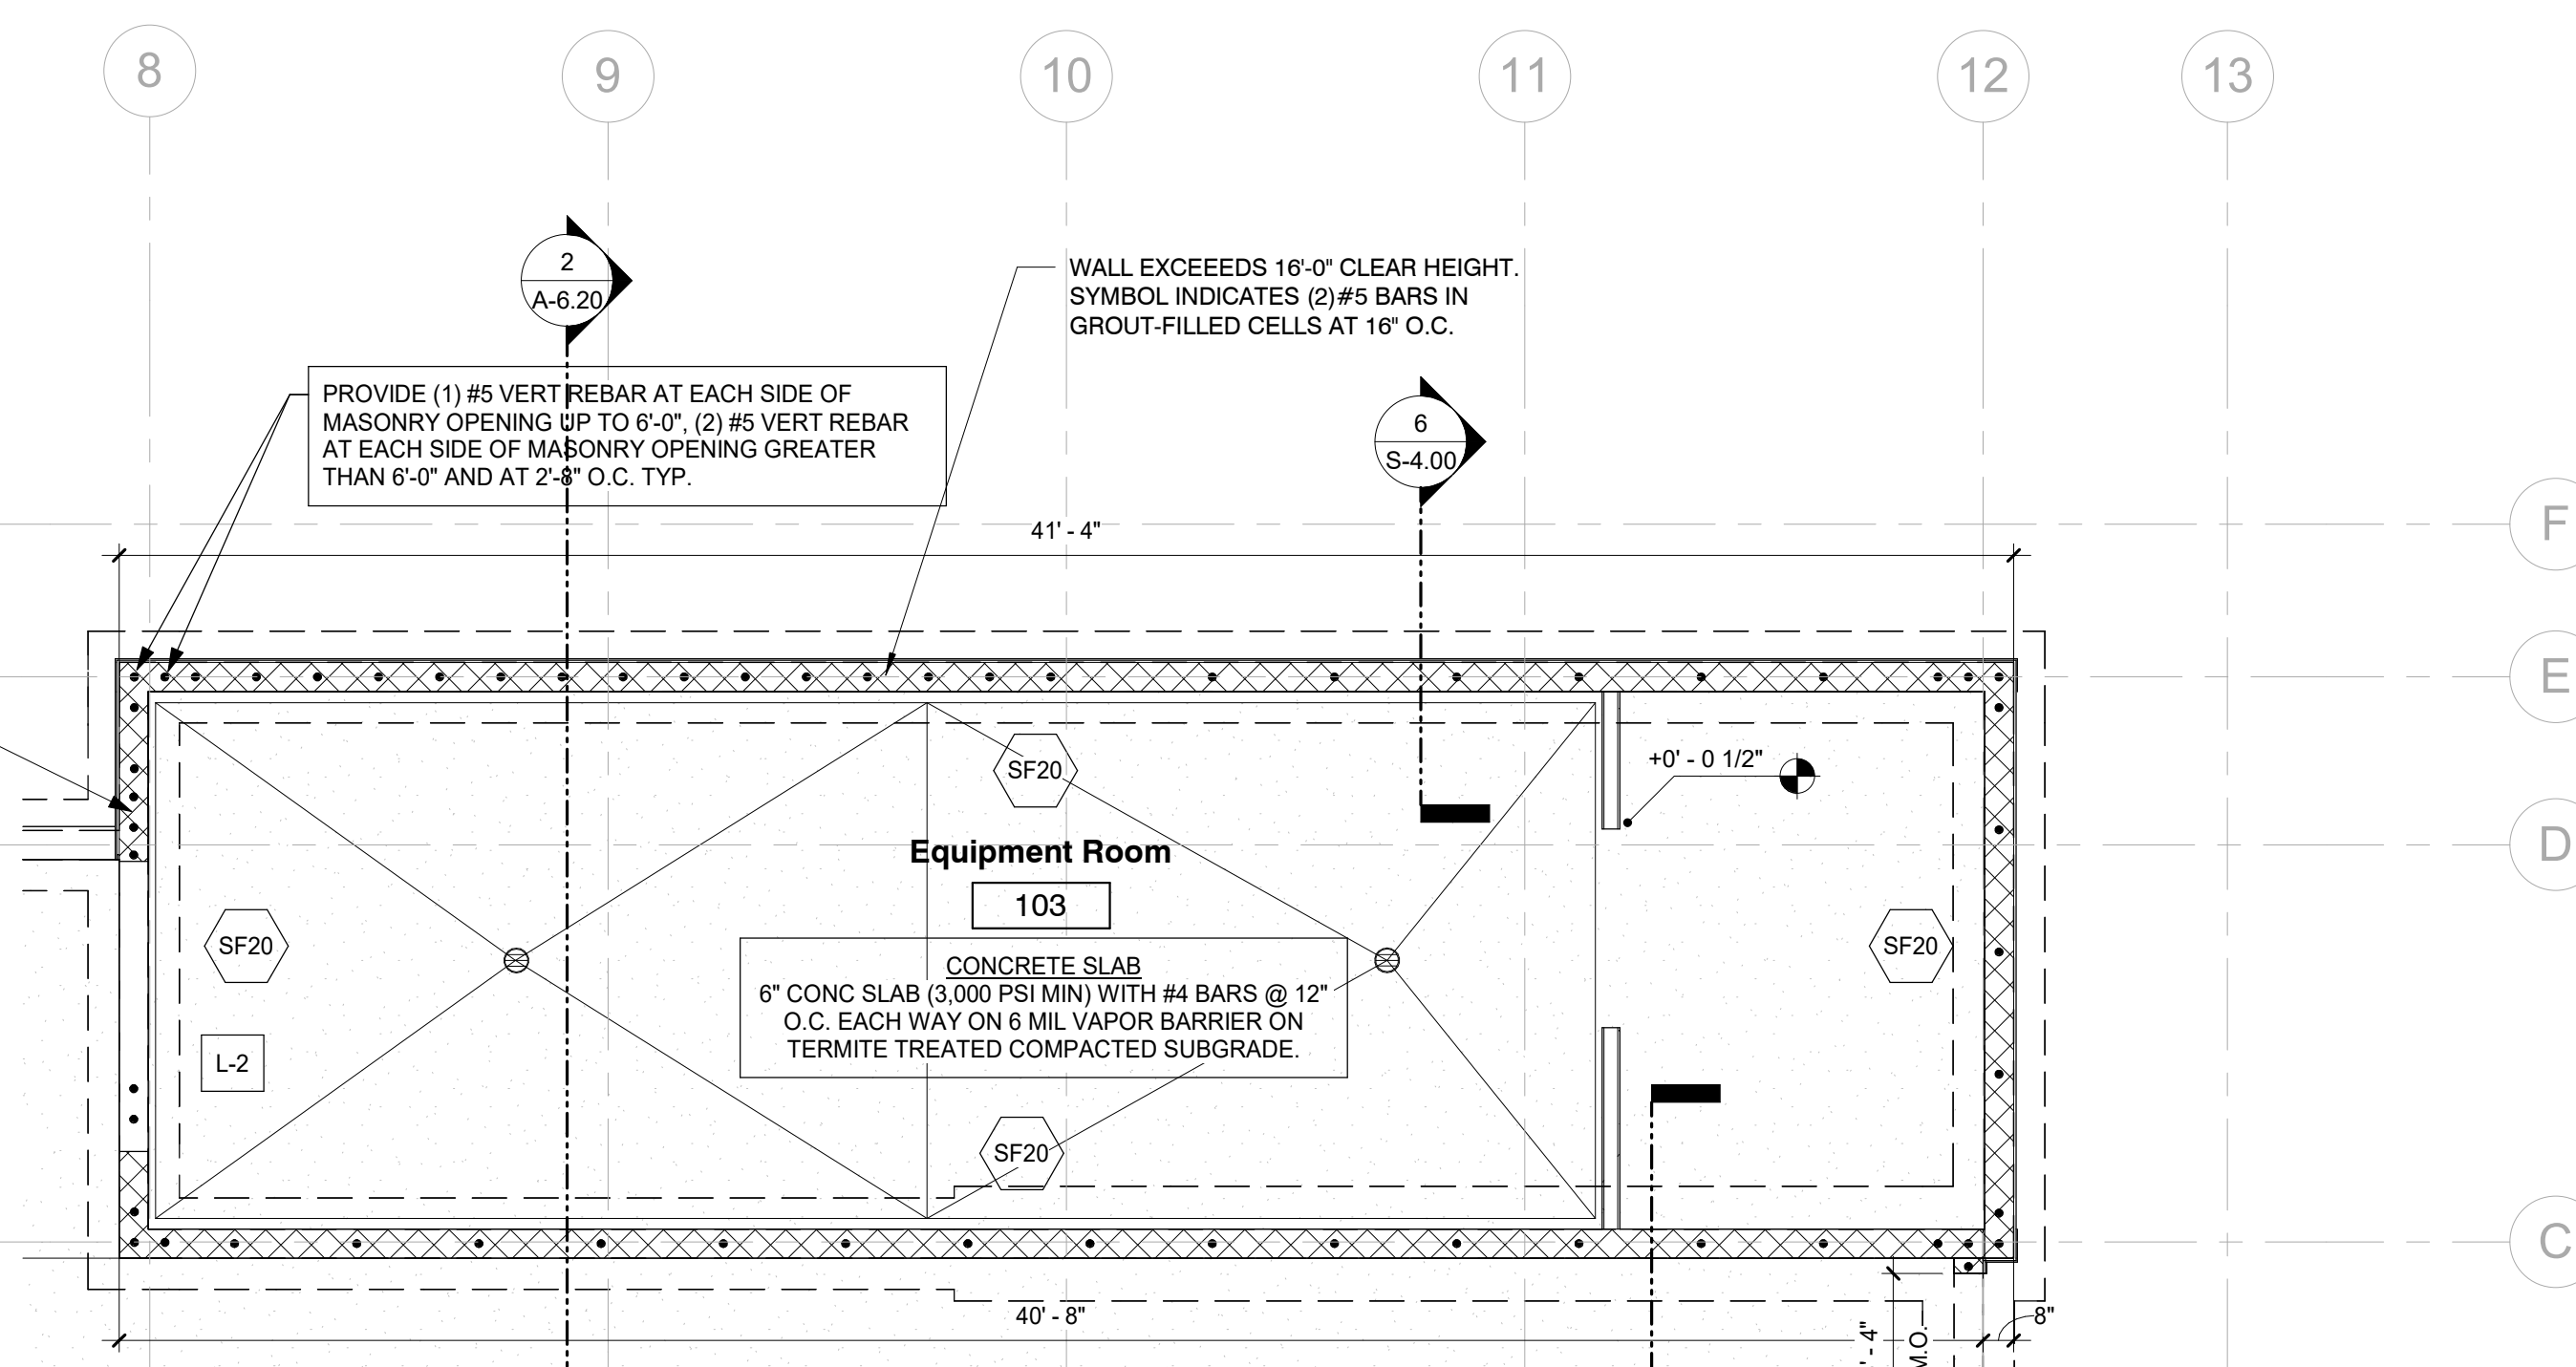 8
9
10
11
12
13
2
A-6.20
WALL EXCEEEDS 16'-0" CLEAR HEIGHT.
SYMBOL INDICATES (2)#5 BARS IN
GROUT-FILLED CELLS AT 16" O.C.
PROVIDE (1) #5 VERT REBAR AT EACH SIDE OF
MASONRY OPENING UP TO 6'-0", (2) #5 VERT REBAR
AT EACH SIDE OF MASONRY OPENING GREATER
THAN 6'-0" AND AT 2'-8" O.C. TYP.
6
S-4.00
F
41' - 4"
E
SF20
+0' - 0 1/2"
D
Equipment Room
103
SF20
SF20
CONCRETE SLAB
6" CONC SLAB (3,000 PSI MIN) WITH #4 BARS @ 12"
O.C. EACH WAY ON 6 MIL VAPOR BARRIER ON
TERMITE TREATED COMPACTED SUBGRADE.
L-2
SF20
C
40' - 8"
8"
' - 4"
M.O.